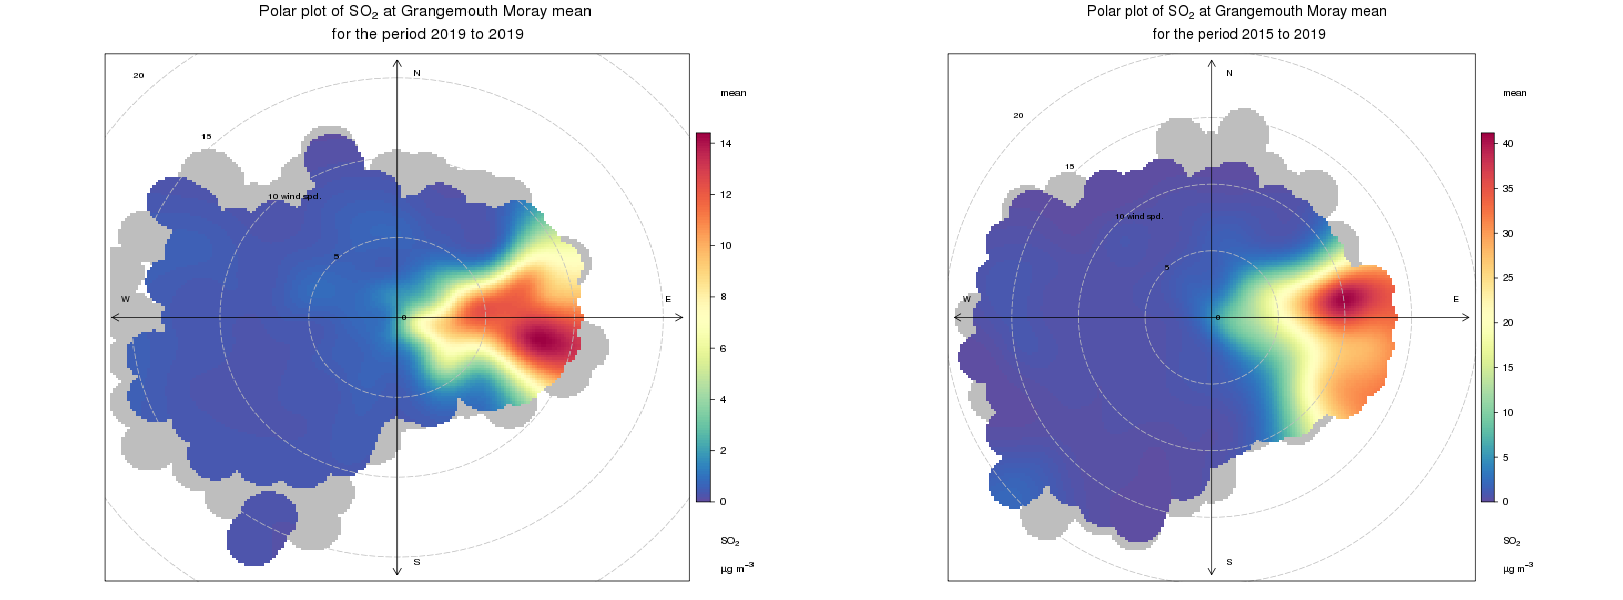 Polar plot of SO2 at Grangemouth Moray mean
for the period 2019 to 2019
20
N
mean
15
14
12
10 wind spd.
10
5
8
W
E
0
6
4
2
0
SO2
S
µg m−3
Polar plot of SO2 at Grangemouth Moray mean
for the period 2015 to 2019
N
mean
20
40
15
35
10 wind spd.
30
5
25
W
E
0
20
15
10
5
0
SO2
S
µg m−3